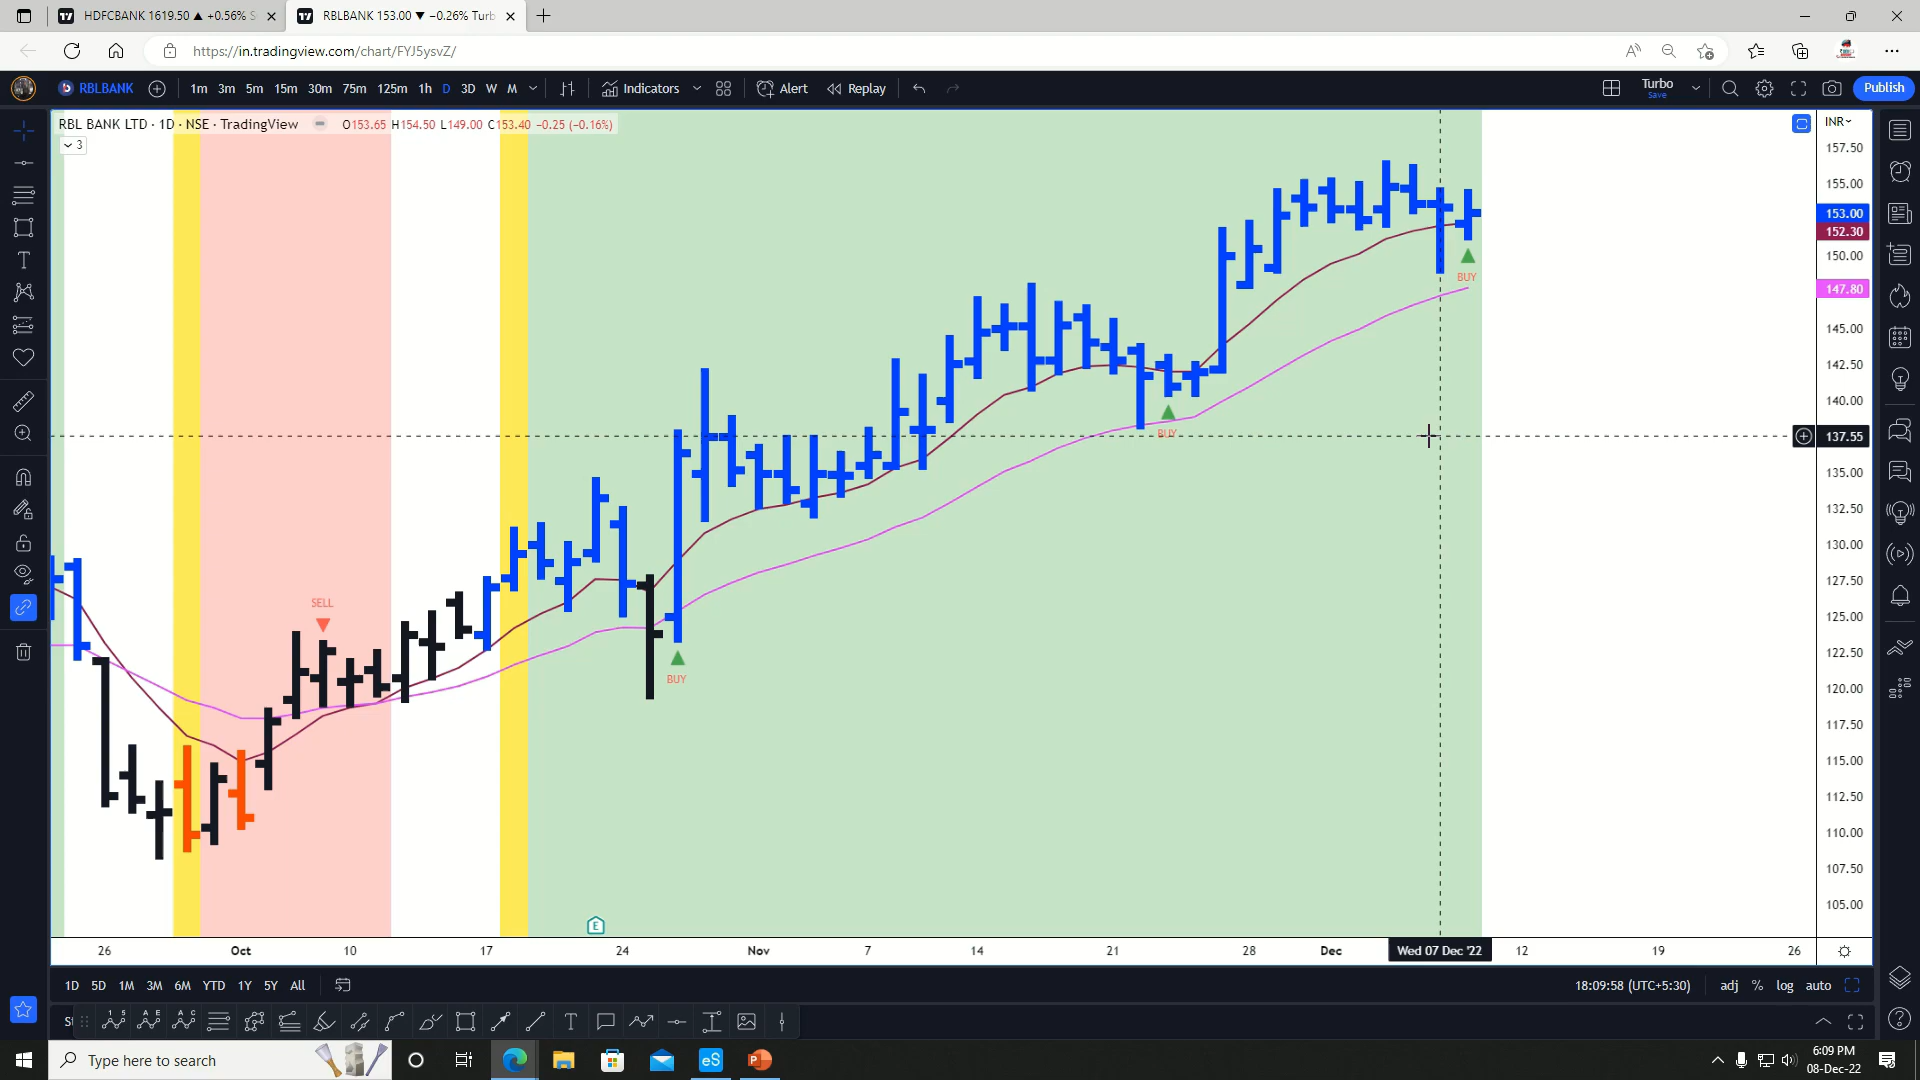 HDFCBANK 1619.50 ▲ +0.56%
RBLBANK 153.00 ▼ −0.26% Turb
https://in.tradingview.com/chart/FYJ5ysvZ/
RBLBANK 1m 3m 5m 15m 30m 75m 125m 1h D 3D W M Indicators Alert Replay Turbo Save Publish
RBL BANK LTD · 1D · NSE · TradingView O153.65 H154.50 L149.00 C153.40 −0.25 (−0.16%)
3
INR
157.50
155.00
153.00
152.30
150.00
147.80
145.00
142.50
140.00
137.55
135.00
132.50
130.00
127.50
125.00
122.50
120.00
117.50
115.00
112.50
110.00
107.50
105.00
BUY
BUY
SELL
BUY
E
26 Oct 10 17 24 Nov 7 14 21 28 Dec Wed 07 Dec '22 12 19 26
1D 5D 1M 3M 6M YTD 1Y 5Y All 18:09:58 (UTC+5:30) adj % log auto
Type here to search
eS
6:09 PM
08-Dec-22